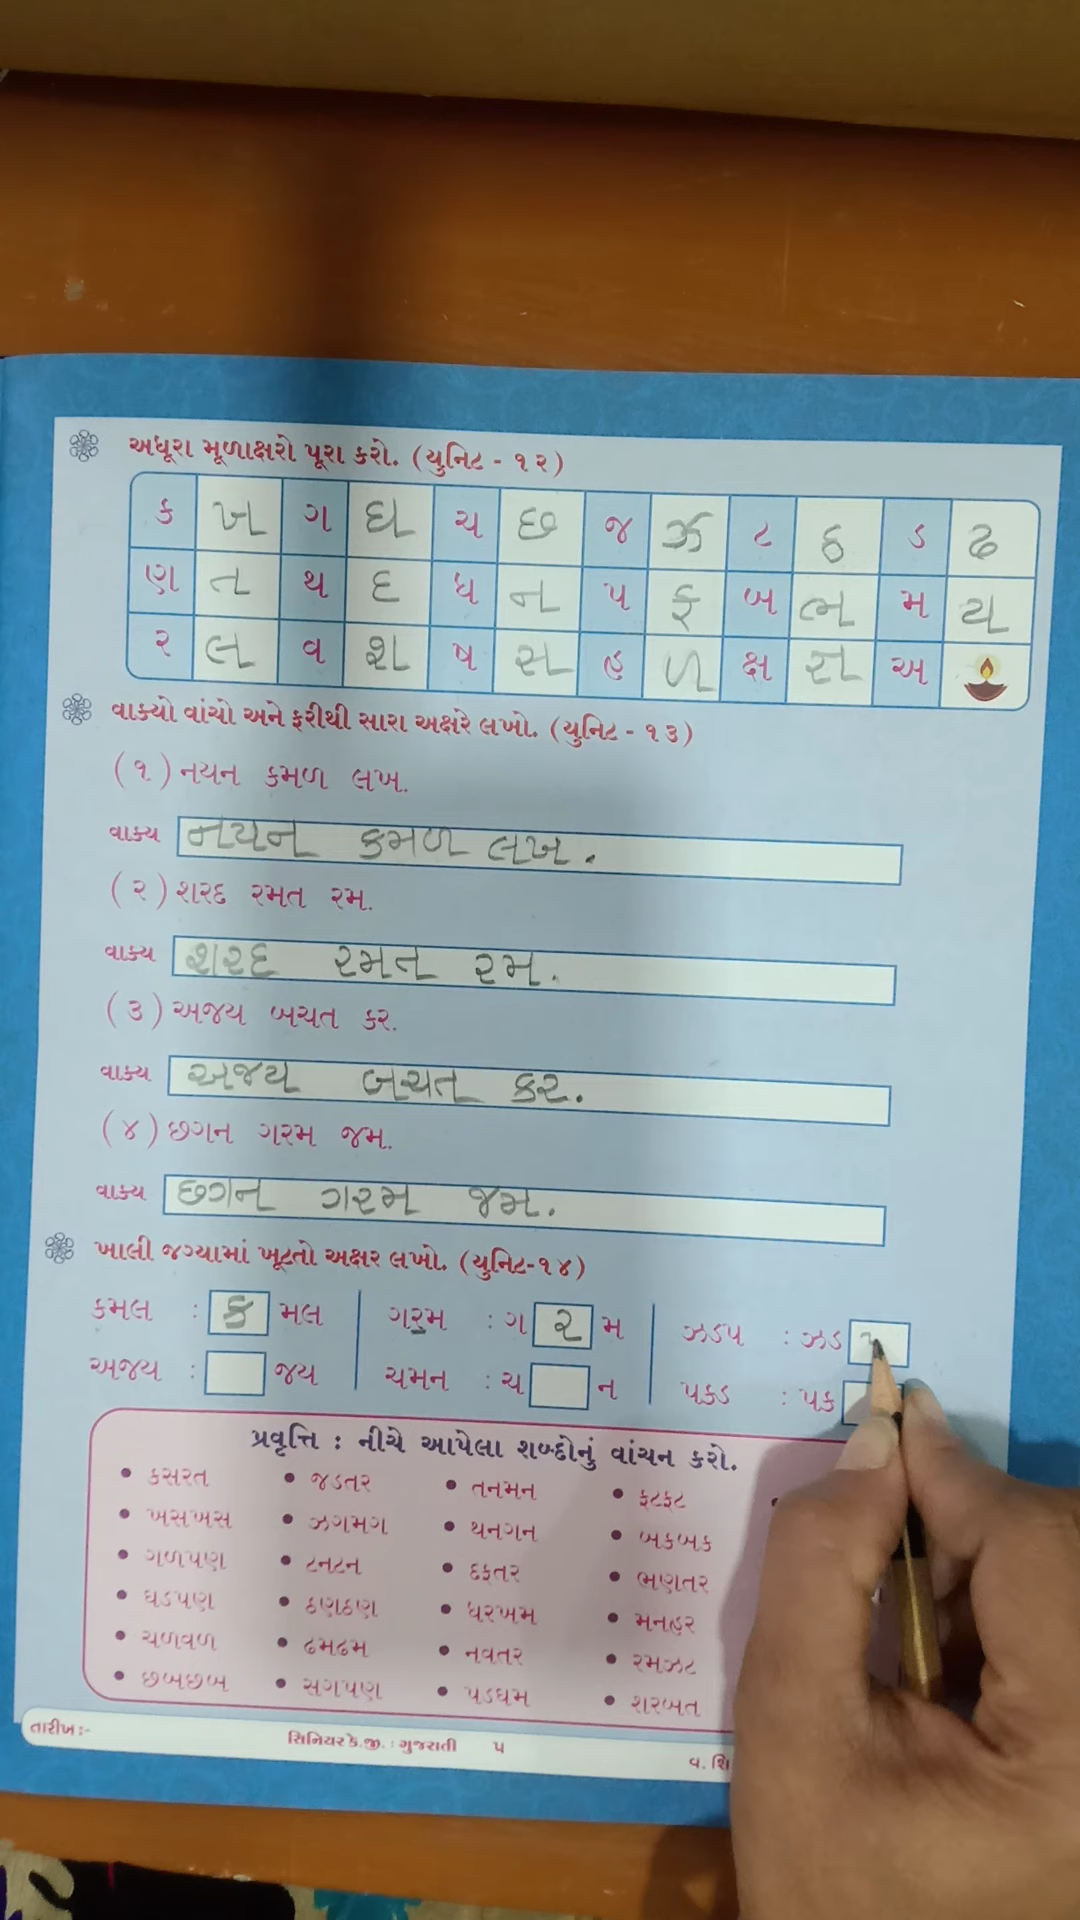 અધૂરા મૂળાક્ષરો પૂરા કરો. (યુનિટ - ૧૨)
ક ખ ગ ઘ ચ છ જ ઝ ટ ઠ ડ ઢ
ણ ત થ દ ધ ન પ ફ બ ભ મ ય
ર લ વ શ ષ સ હ ળ ક્ષ જ્ઞ અ
વાક્યો વાંચો અને ફરીથી સારા અક્ષરે લખો. (યુનિટ - ૧૩)
(૧) નયન કમળ લખ.
વાક્ય નયન કમળ લખ.
(૨) શરદ રમત રમ.
વાક્ય શરદ રમત રમ.
(૩) અજય બચત કર.
વાક્ય અજય બચત કર.
(૪) છગન ગરમ જમ.
વાક્ય છગન ગરમ જમ.
ખાલી જગ્યામાં ખૂટતો અક્ષર લખો. (યુનિટ-૧૪)
કમલ : ક મલ ગરમ : ગ ર મ ઝડપ : ઝડ
અજય : જય ચમન : ચ ન પકડ : પક
પ્રવૃત્તિ : નીચે આપેલા શબ્દોનું વાંચન કરો.
• કસરત • જડતર • તનમન • ફટફટ
• ખસખસ • ઝગમગ • થનગન • બકબક
• ગળપણ • ટનટન • દફતર • ભણતર
• ઘડપણ • ઠણઠણ • ધરખમ • મનહર
• ચળવળ • ઢમઢમ • નવતર • રમઝટ
• છબછબ • સગપણ • પડઘમ • શરબત
તારીખ:- સિનિયર કે.જી. : ગુજરાતી ૫ વ. શિ